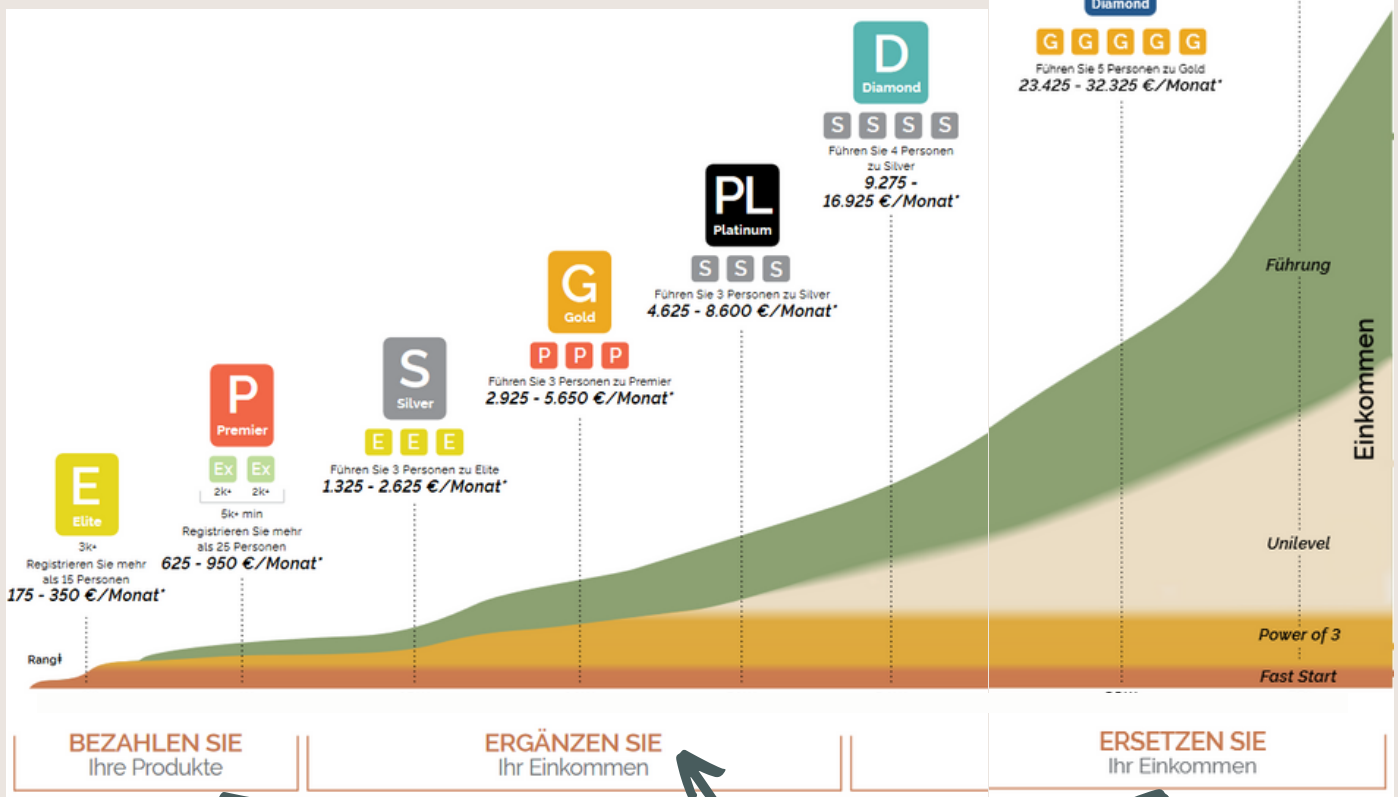 E
Elite
3k+
Registrieren Sie mehr
als 15 Personen
175 - 350 €/Monat*
P
Premier
Ex Ex
2k+ 2k+
5k+ min
Registrieren Sie mehr
als 25 Personen
625 - 950 €/Monat*
S
Silver
E E E
Führen Sie 3 Personen zu Elite
1.325 - 2.625 €/Monat*
G
Gold
P P P
Führen Sie 3 Personen zu Premier
2.925 - 5.650 €/Monat*
PL
Platinum
S S S
Führen Sie 3 Personen zu Silver
4.625 - 8.600 €/Monat*
D
Diamond
S S S S
Führen Sie 4 Personen
zu Silver
9.275 -
16.925 €/Monat*
Diamond
G G G G G
Führen Sie 5 Personen zu Gold
23.425 - 32.325 €/Monat*
Führung
Unilevel
Power of 3
Fast Start
Einkommen
Rang‡
BEZAHLEN SIE
Ihre Produkte
ERGÄNZEN SIE
Ihr Einkommen
ERSETZEN SIE
Ihr Einkommen